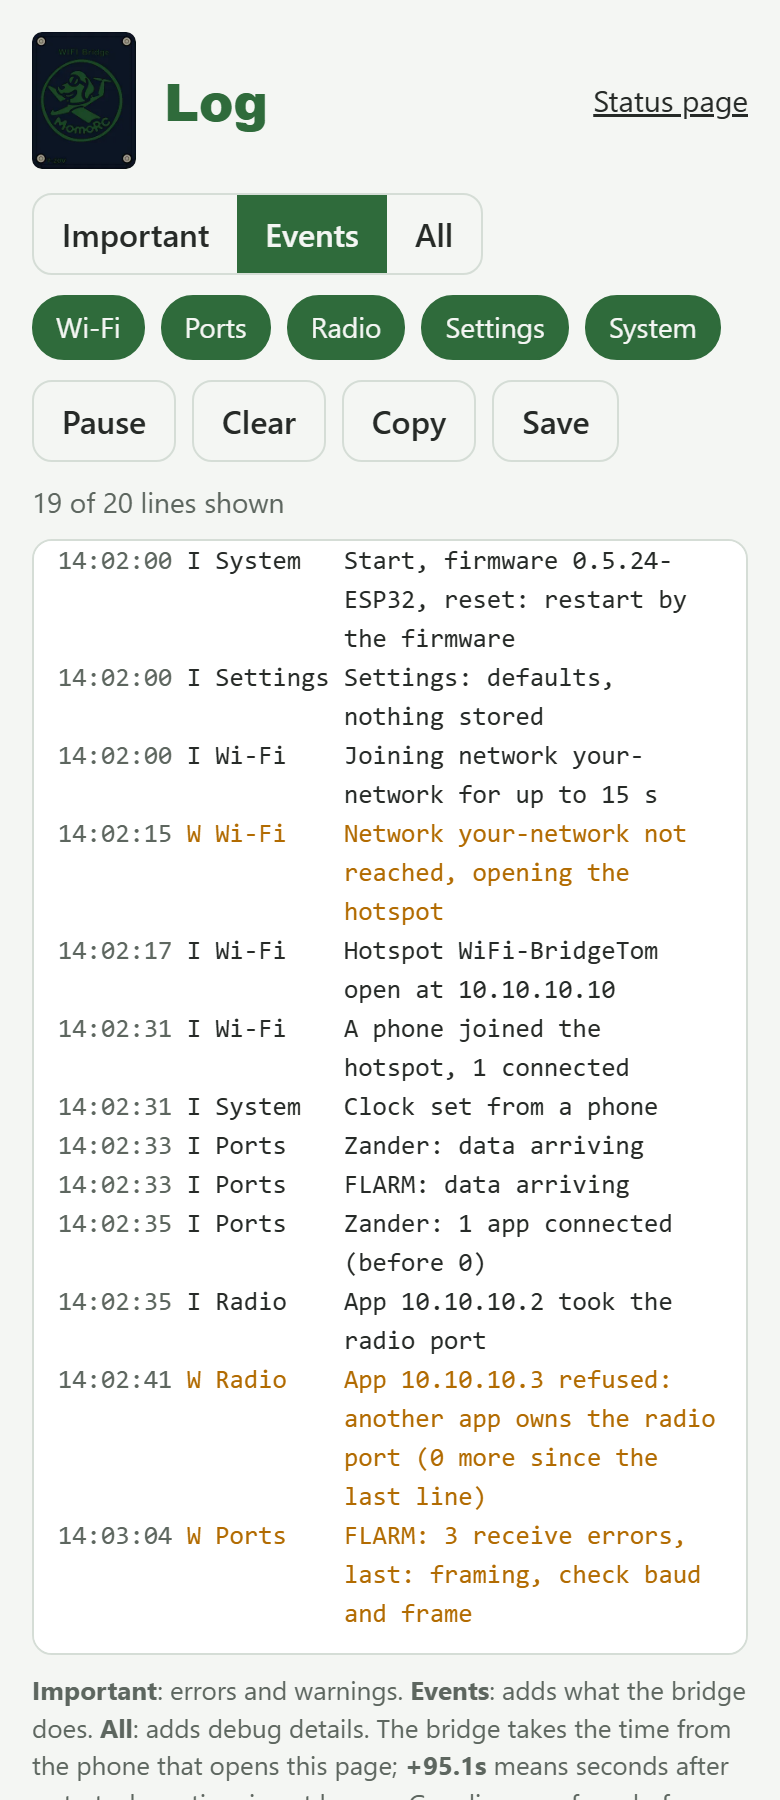 WiFi-Bridge
MomoRC
Log
Status page
Important Events All
Wi-Fi Ports Radio Settings System
Pause Clear Copy Save
19 of 20 lines shown
14:02:00 I System Start, firmware 0.5.24-
ESP32, reset: restart by
the firmware
14:02:00 I Settings Settings: defaults,
nothing stored
14:02:00 I Wi-Fi Joining network your-
network for up to 15 s
14:02:15 W Wi-Fi Network your-network not
reached, opening the
hotspot
14:02:17 I Wi-Fi Hotspot WiFi-BridgeTom
open at 10.10.10.10
14:02:31 I Wi-Fi A phone joined the
hotspot, 1 connected
14:02:31 I System Clock set from a phone
14:02:33 I Ports Zander: data arriving
14:02:33 I Ports FLARM: data arriving
14:02:35 I Ports Zander: 1 app connected
(before 0)
14:02:35 I Radio App 10.10.10.2 took the
radio port
14:02:41 W Radio App 10.10.10.3 refused:
another app owns the radio
port (0 more since the
last line)
14:03:04 W Ports FLARM: 3 receive errors,
last: framing, check baud
and frame
Important: errors and warnings. Events: adds what the bridge
does. All: adds debug details. The bridge takes the time from
the phone that opens this page; +95.1s means seconds after